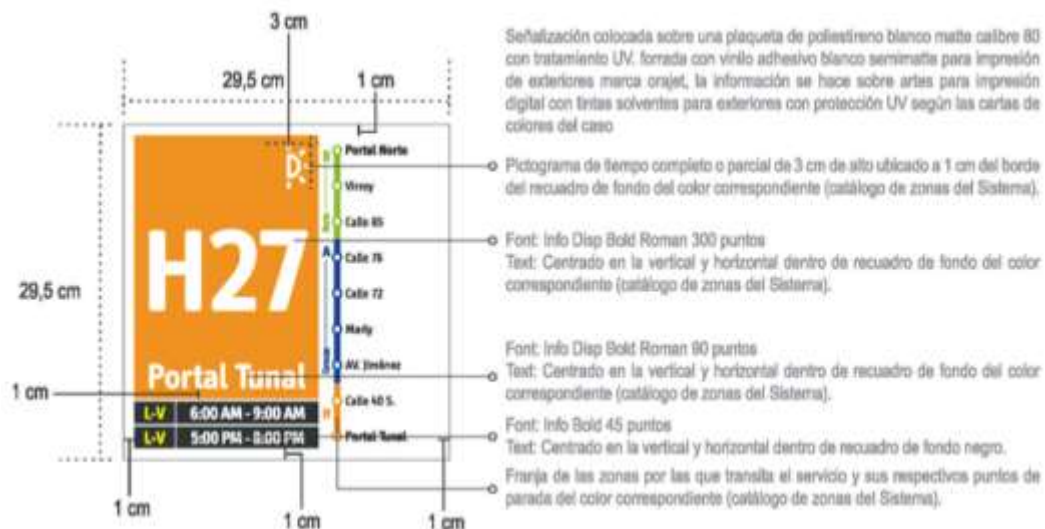 3 cm
29,5 cm
1 cm
29,5 cm
1 cm
1 cm
1 cm
1 cm
D
H27
Portal Tunal
L-V 6:00 AM - 9:00 AM
L-V 5:00 PM - 8:00 PM
B
A
H
Portal Norte
Virrey
Calle 85
Calle 76
Calle 72
Marly
AV. Jiménez
Calle 40 S.
Portal Tunal
Señalización colocada sobre una plaqueta de poliestireno blanco matte calibre 80
con tratamiento UV. forrada con vinilo adhesivo blanco semimatte para impresión
de exteriores marca orajet, la información se hace sobre artes para impresión
digital con tintas solventes para exteriores con protección UV según las cartas de
colores del caso
Pictograma de tiempo completo o parcial de 3 cm de alto ubicado a 1 cm del borde
del recuadro de fondo del color correspondiente (catálogo de zonas del Sistema).
Font: Info Disp Bold Roman 300 puntos
Text: Centrado en la vertical y horizontal dentro de recuadro de fondo del color
correspondiente (catálogo de zonas del Sistema).
Font: Info Disp Bold Roman 90 puntos
Text: Centrado en la vertical y horizontal dentro de recuadro de fondo del color
correspondiente (catálogo de zonas del Sistema).
Font: Info Bold 45 puntos
Text: Centrado en la vertical y horizontal dentro de recuadro de fondo negro.
Franja de las zonas por las que transita el servicio y sus respectivos puntos de
parada del color correspondiente (catálogo de zonas del Sistema).